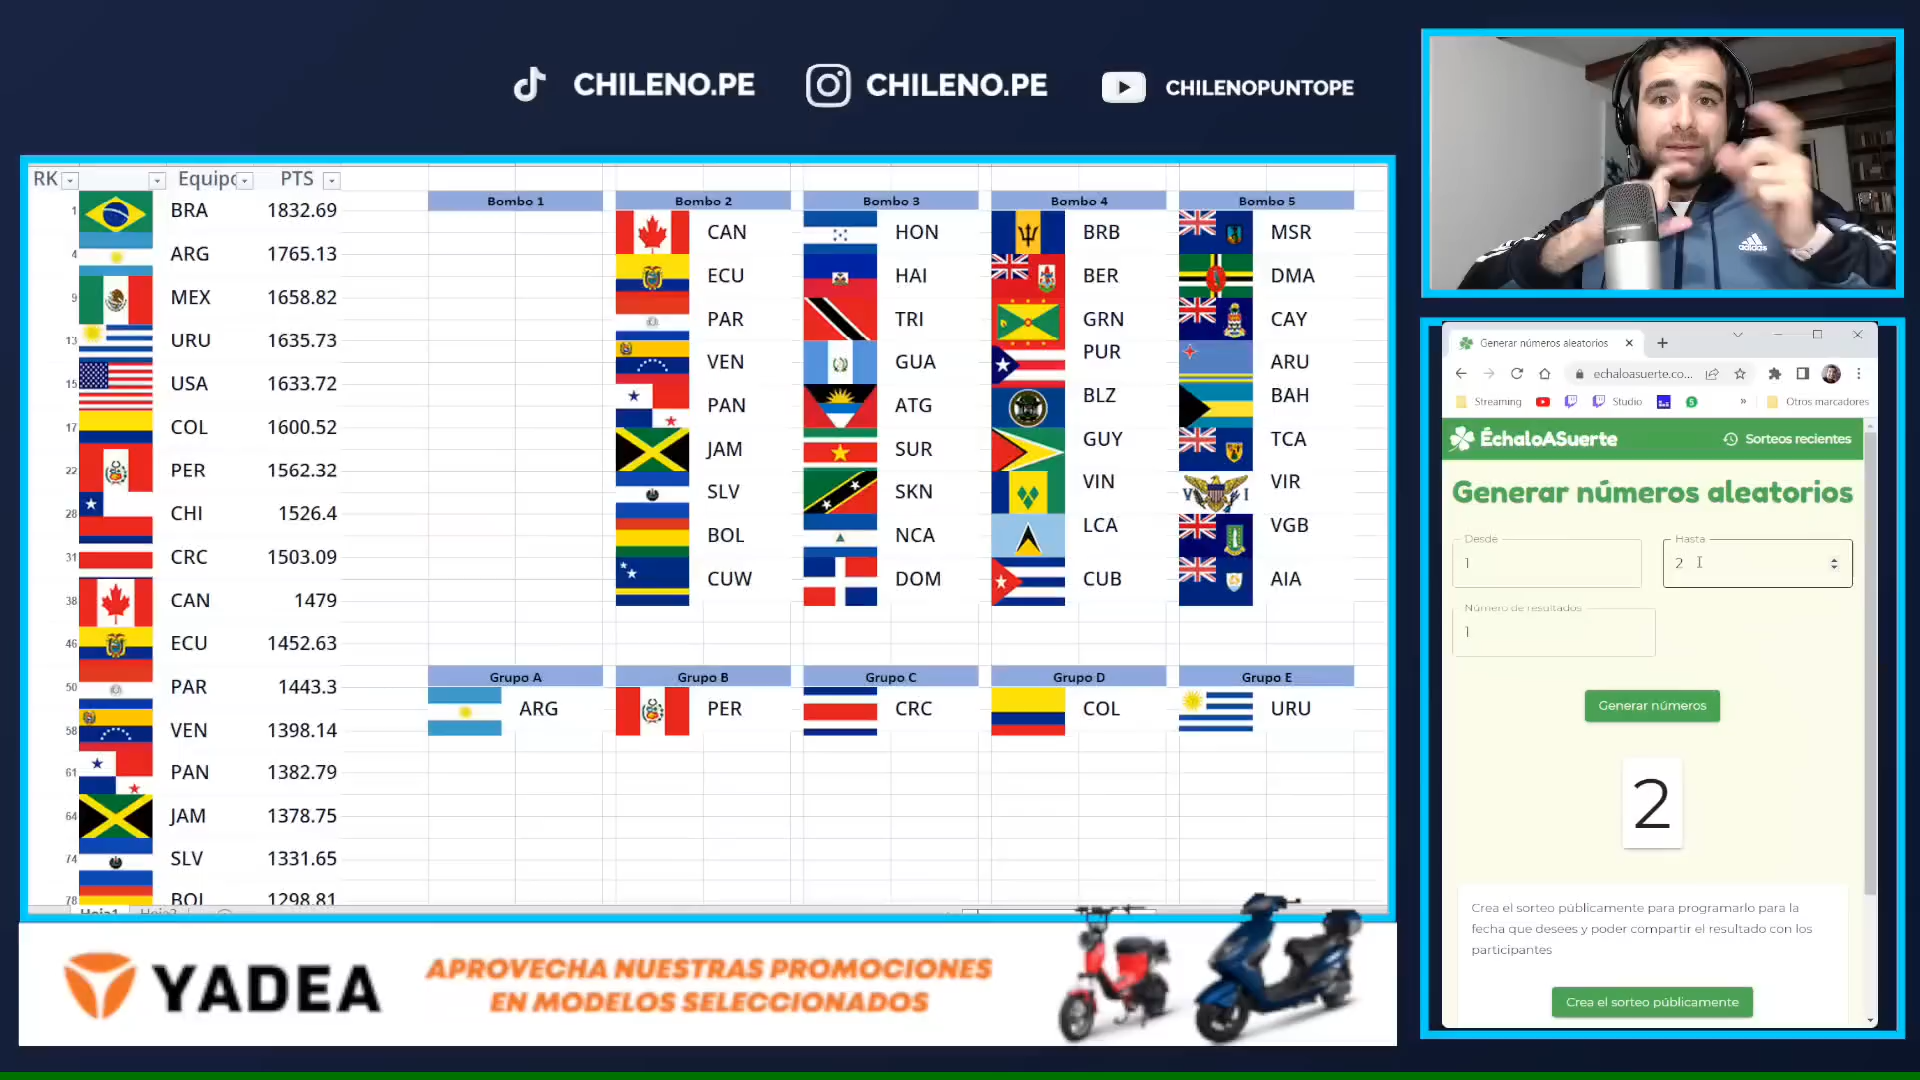 CHILENO.PE
CHILENO.PE
CHILENOPUNTOPE
RK Equipo PTS
1 BRA 1832.69
4 ARG 1765.13
9 MEX 1658.82
13 URU 1635.73
15 USA 1633.72
17 COL 1600.52
22 PER 1562.32
28 CHI 1526.4
31 CRC 1503.09
38 CAN 1479
46 ECU 1452.63
50 PAR 1443.3
58 VEN 1398.14
61 PAN 1382.79
64 JAM 1378.75
74 SLV 1331.65
78 BOL 1298.81
Hoja1 Hoja2
Bombo 1 Bombo 2 Bombo 3 Bombo 4 Bombo 5
CAN HON BRB MSR
ECU HAI BER DMA
PAR TRI GRN CAY
VEN GUA PUR ARU
PAN ATG BLZ BAH
JAM SUR GUY TCA
SLV SKN VIN V I VIR
BOL NCA LCA VGB
CUW DOM CUB AIA
Grupo A Grupo B Grupo C Grupo D Grupo E
ARG PER CRC COL URU
adidas
Generar números aleatorios
echaloasuerte.co...
Streaming Studio » Otros marcadores
ÉchaloASuerte Sorteos recientes
Generar números aleatorios
Desde Hasta
1 2
Número de resultados
1
Generar números
2
Crea el sorteo públicamente para programarlo para la
fecha que desees y poder compartir el resultado con los
participantes
Crea el sorteo públicamente
YADEA
APROVECHA NUESTRAS PROMOCIONES
EN MODELOS SELECCIONADOS